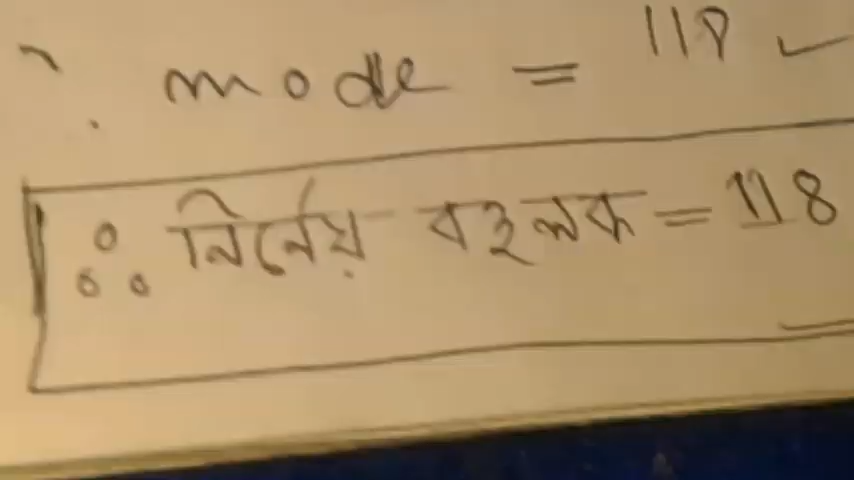 ∴ mode = 118 ✓
∴ নির্নেয় বহুলক = 118